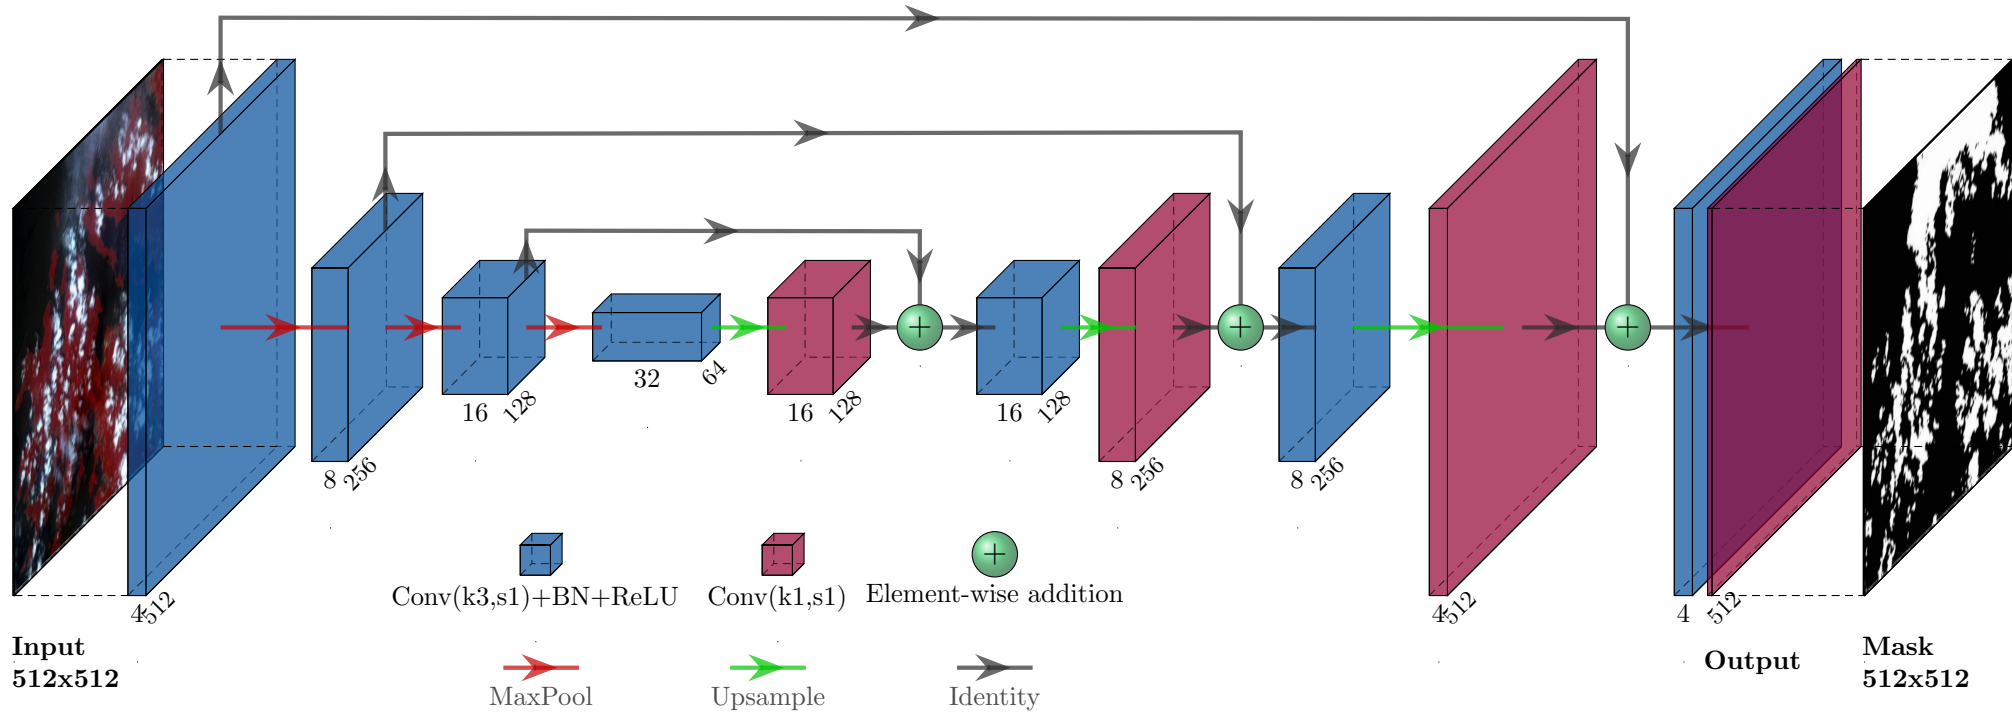 32
64
16
128
16
128
16
128
8
256
8
256
8
256
4
512
4
512
4
512
Conv(k3,s1)+BN+ReLU
Conv(k1,s1)
Element-wise addition
Input
512x512
Output
Mask
512x512
MaxPool
Upsample
Identity